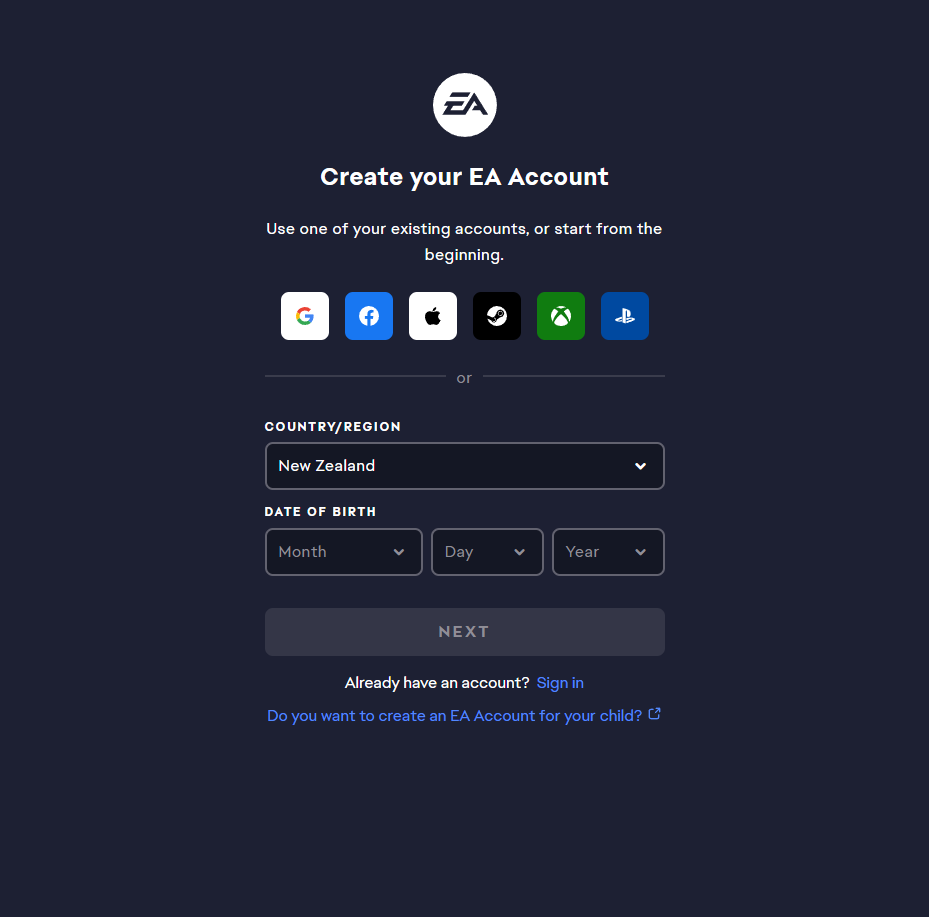 EA
Create your EA Account
Use one of your existing accounts, or start from the
beginning.
or
COUNTRY/REGION
New Zealand
DATE OF BIRTH
Month Day Year
NEXT
Already have an account? Sign in
Do you want to create an EA Account for your child?